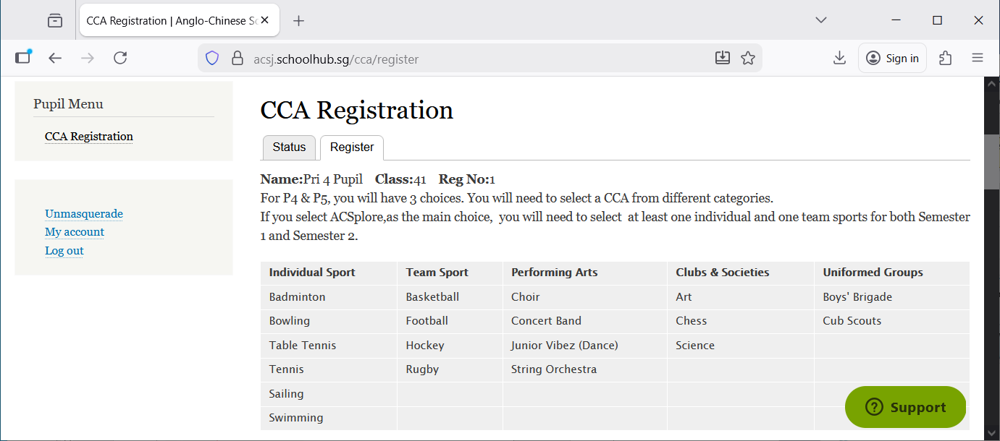 CCA Registration | Anglo-Chinese Sc
acsj.schoolhub.sg/cca/register
Sign in
Pupil Menu
CCA Registration
Unmasquerade
My account
Log out
CCA Registration
Status Register
Name:Pri 4 Pupil Class:41 Reg No:1
For P4 & P5, you will have 3 choices. You will need to select a CCA from different categories.
If you select ACSplore,as the main choice, you will need to select at least one individual and one team sports for both Semester
1 and Semester 2.
Individual Sport Team Sport Performing Arts Clubs & Societies Uniformed Groups
Badminton Basketball Choir Art Boys' Brigade
Bowling Football Concert Band Chess Cub Scouts
Table Tennis Hockey Junior Vibez (Dance) Science
Tennis Rugby String Orchestra
Sailing
Swimming
Support